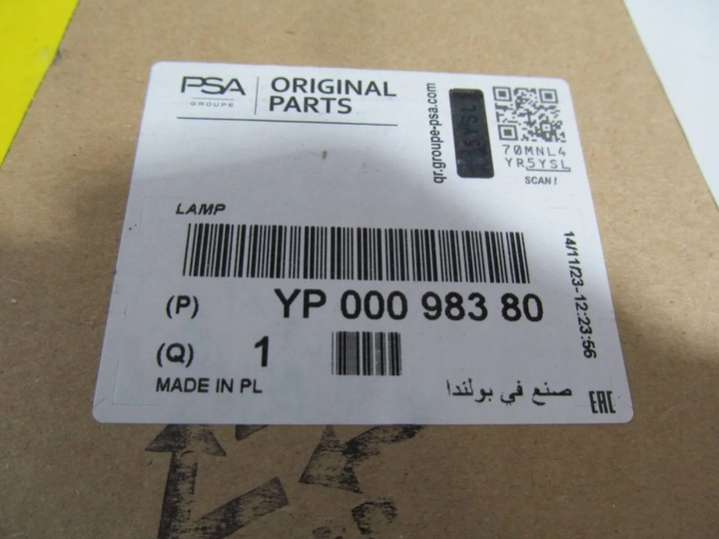 PSA
GROUPE
ORIGINAL
PARTS
qr.groupe-psa.com
5YSL
70MNL4
YR5YSL
SCAN!
LAMP
(P) YP 000 983 80
(Q) 1
MADE IN PL
صنع في بولندا
14/11/23-12:23:56
EAC